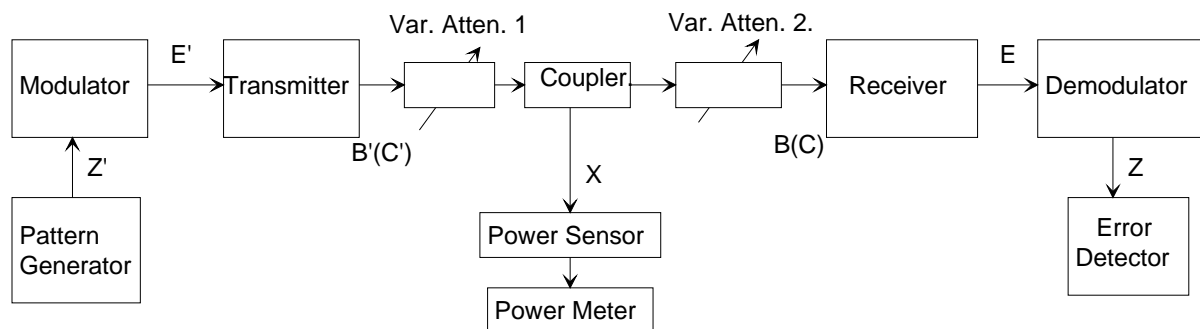 Var. Atten. 1
Var. Atten. 2.
Modulator
E'
Transmitter
Coupler.
Receiver
E
Demodulator
B'(C')
B(C)
Z'
X
Z
Pattern
Generator
Power Sensor
Error
Detector
Power Meter